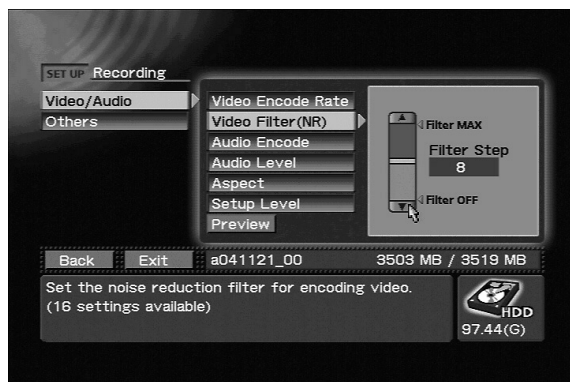 SET UP Recording
Video/Audio
Others
Video Encode Rate
Video Filter(NR)
Audio Encode
Audio Level
Aspect
Setup Level
Preview
Filter MAX
Filter Step
8
Filter OFF
Back Exit a041121_00 3503 MB / 3519 MB
Set the noise reduction filter for encoding video.
(16 settings available)
HDD
97.44(G)